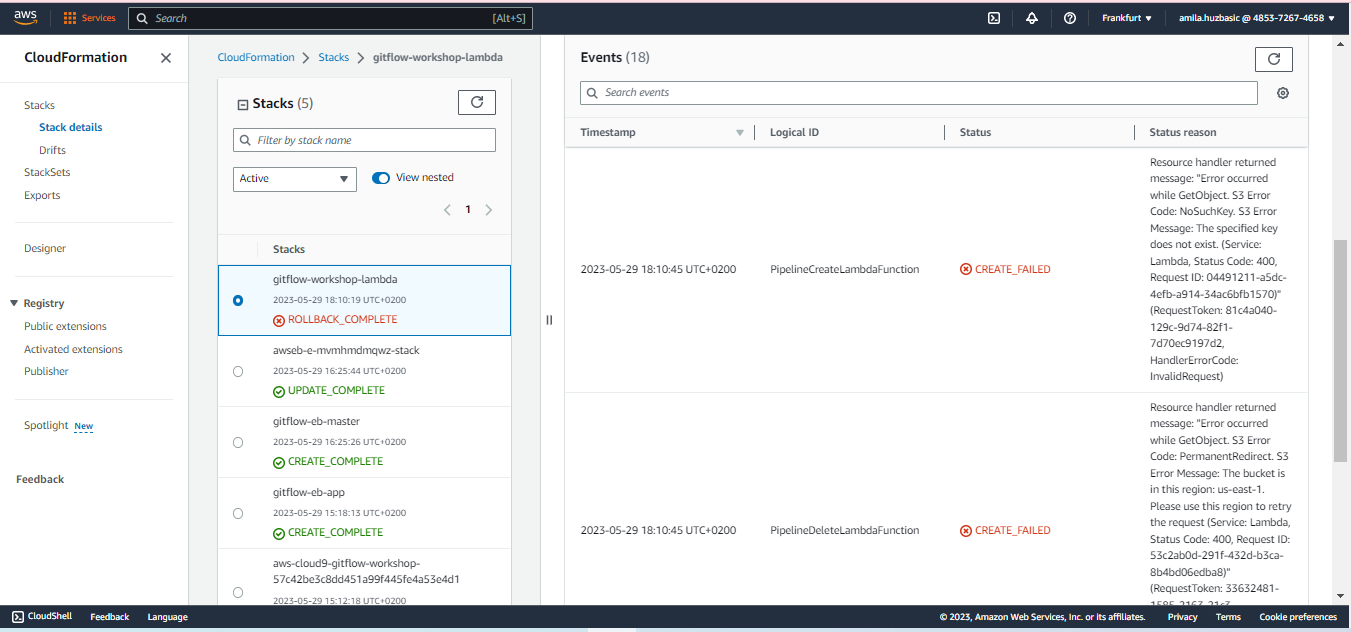 aws
Services
Search
[Alt+S]
Frankfurt
amila.huzbasic @ 4853-7267-4658
CloudFormation
Stacks
Stack details
Drifts
StackSets
Exports
Designer
Registry
Public extensions
Activated extensions
Publisher
Spotlight New
Feedback
CloudFormation
Stacks
gitflow-workshop-lambda
Stacks (5)
Filter by stack name
Active
View nested
1
Stacks
gitflow-workshop-lambda
2023-05-29 18:10:19 UTC+0200
ROLLBACK_COMPLETE
awseb-e-mvmhmdmqwz-stack
2023-05-29 16:25:44 UTC+0200
UPDATE_COMPLETE
gitflow-eb-master
2023-05-29 16:25:26 UTC+0200
CREATE_COMPLETE
gitflow-eb-app
2023-05-29 15:18:13 UTC+0200
CREATE_COMPLETE
aws-cloud9-gitflow-workshop-
57c42be3c8dd451a99f445fe4a53e4d1
2023-05-29 15:12:18 UTC+0200
Events (18)
Search events
Timestamp
Logical ID
Status
Status reason
2023-05-29 18:10:45 UTC+0200
PipelineCreateLambdaFunction
CREATE_FAILED
Resource handler returned
message: "Error occurred
while GetObject. S3 Error
Code: NoSuchKey. S3 Error
Message: The specified key
does not exist. (Service:
Lambda, Status Code: 400,
Request ID: 04491211-a5dc-
4efb-a914-34ac6bfb1570)"
(RequestToken: 81c4a040-
129c-9d74-82f1-
7d70ec9197d2,
HandlerErrorCode:
InvalidRequest)
2023-05-29 18:10:45 UTC+0200
PipelineDeleteLambdaFunction
CREATE_FAILED
Resource handler returned
message: "Error occurred
while GetObject. S3 Error
Code: PermanentRedirect. S3
Error Message: The bucket is
in this region: us-east-1.
Please use this region to retry
the request (Service: Lambda,
Status Code: 400, Request ID:
53c2ab0d-291f-432d-b3ca-
8b4bd06edba8)"
(RequestToken: 33632481-
CloudShell
Feedback
Language
© 2023, Amazon Web Services, Inc. or its affiliates.
Privacy
Terms
Cookie preferences